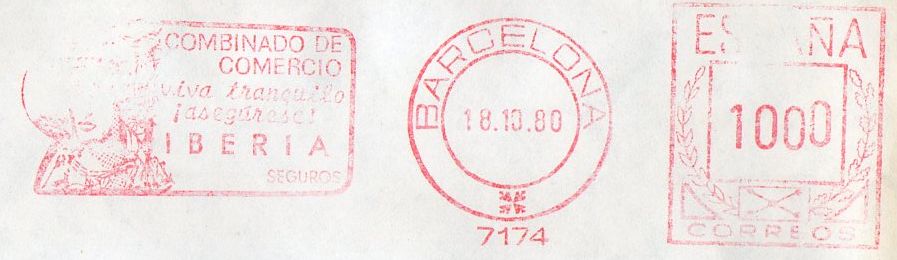 COMBINADO DE
COMERCIO
viva tranquilo
¡asegúrese!
IBERIA
SEGUROS
BARCELONA
18.10.80
7174
ESPAÑA
1000
CORREOS